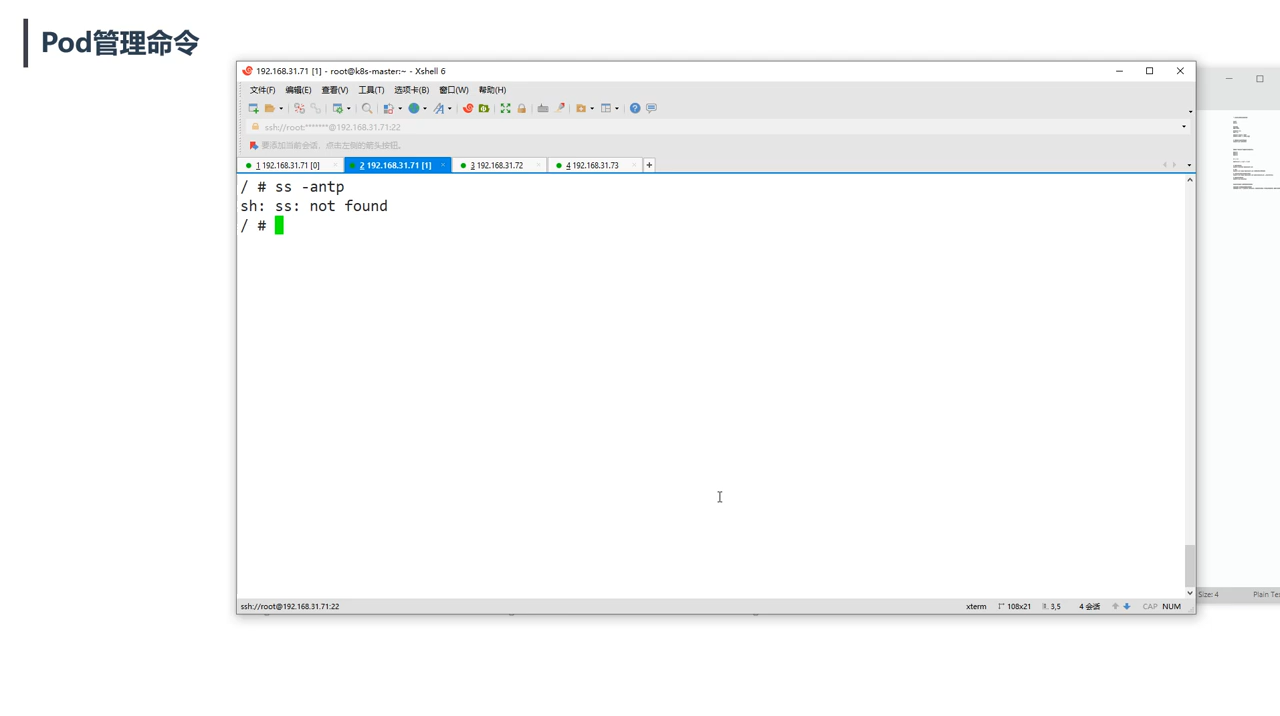 Pod管理命令
192.168.31.71 [1] - root@k8s-master:~ - Xshell 6
文件(F) 编辑(E) 查看(V) 工具(T) 选项卡(B) 窗口(W) 帮助(H)
ssh://root:*******@192.168.31.71:22
要添加当前会话，点击左侧的箭头按钮。
1 192.168.31.71 [0] 2 192.168.31.71 [1] 3 192.168.31.72 4 192.168.31.73
/ # ss -antp
sh: ss: not found
/ #
Size: 4 Plain Te
ssh://root@192.168.31.71:22 xterm 108x21 3,5 4 会话 CAP NUM